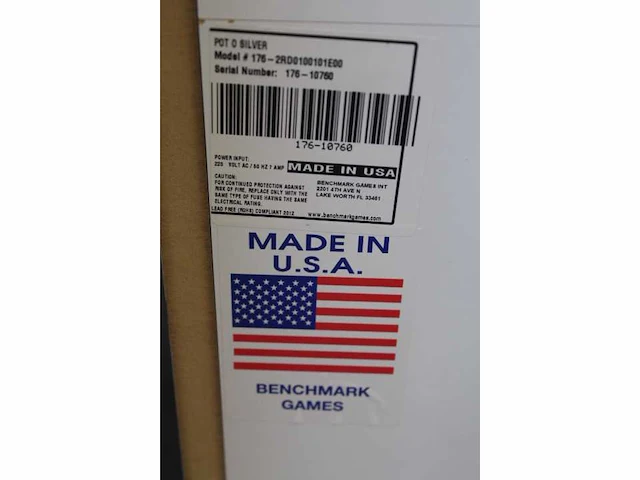 POT O SILVER
Model # 176-2RD0100101E00
Serial Number: 176-10760
176-10760
POWER INPUT:
220 VOLT AC / 50 HZ 7 AMP
MADE IN USA
CAUTION:
FOR CONTINUED PROTECTION AGAINST
RISK OF FIRE, REPLACE ONLY WITH THE
SAME TYPE OF FUSE HAVING THE SAME
ELECTRICAL RATING.
LEAD FREE (ROHS) COMPLIANT 2012
BENCHMARK GAMES INT
2201 4TH AVE N
LAKE WORTH FL 33461
www.benchmarkgames.com
MADE IN
U.S.A.
BENCHMARK
GAMES